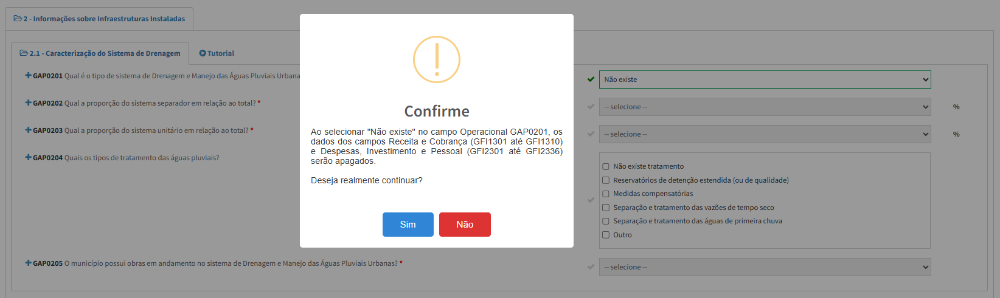 2 - Informações sobre Infraestruturas Instaladas
2.1 - Caracterização do Sistema de Drenagem
Tutorial
GAP0201 Qual é o tipo de sistema de Drenagem e Manejo das Águas Pluviais Urbana
Não existe
GAP0202 Qual a proporção do sistema separador em relação ao total? *
-- selecione --
%
GAP0203 Qual a proporção do sistema unitário em relação ao total? *
-- selecione --
%
GAP0204 Quais os tipos de tratamento das águas pluviais?
Não existe tratamento
Reservatórios de detenção estendida (ou de qualidade)
Medidas compensatórias
Separação e tratamento das vazões de tempo seco
Separação e tratamento das águas de primeira chuva
Outro
GAP0205 O município possui obras em andamento no sistema de Drenagem e Manejo das Águas Pluviais Urbanas? *
-- selecione --
Confirme
Ao selecionar "Não existe" no campo Operacional GAP0201, os
dados dos campos Receita e Cobrança (GFI1301 até GFI1310)
e Despesas, Investimento e Pessoal (GFI2301 até GFI2336)
serão apagados.
Deseja realmente continuar?
Sim
Não